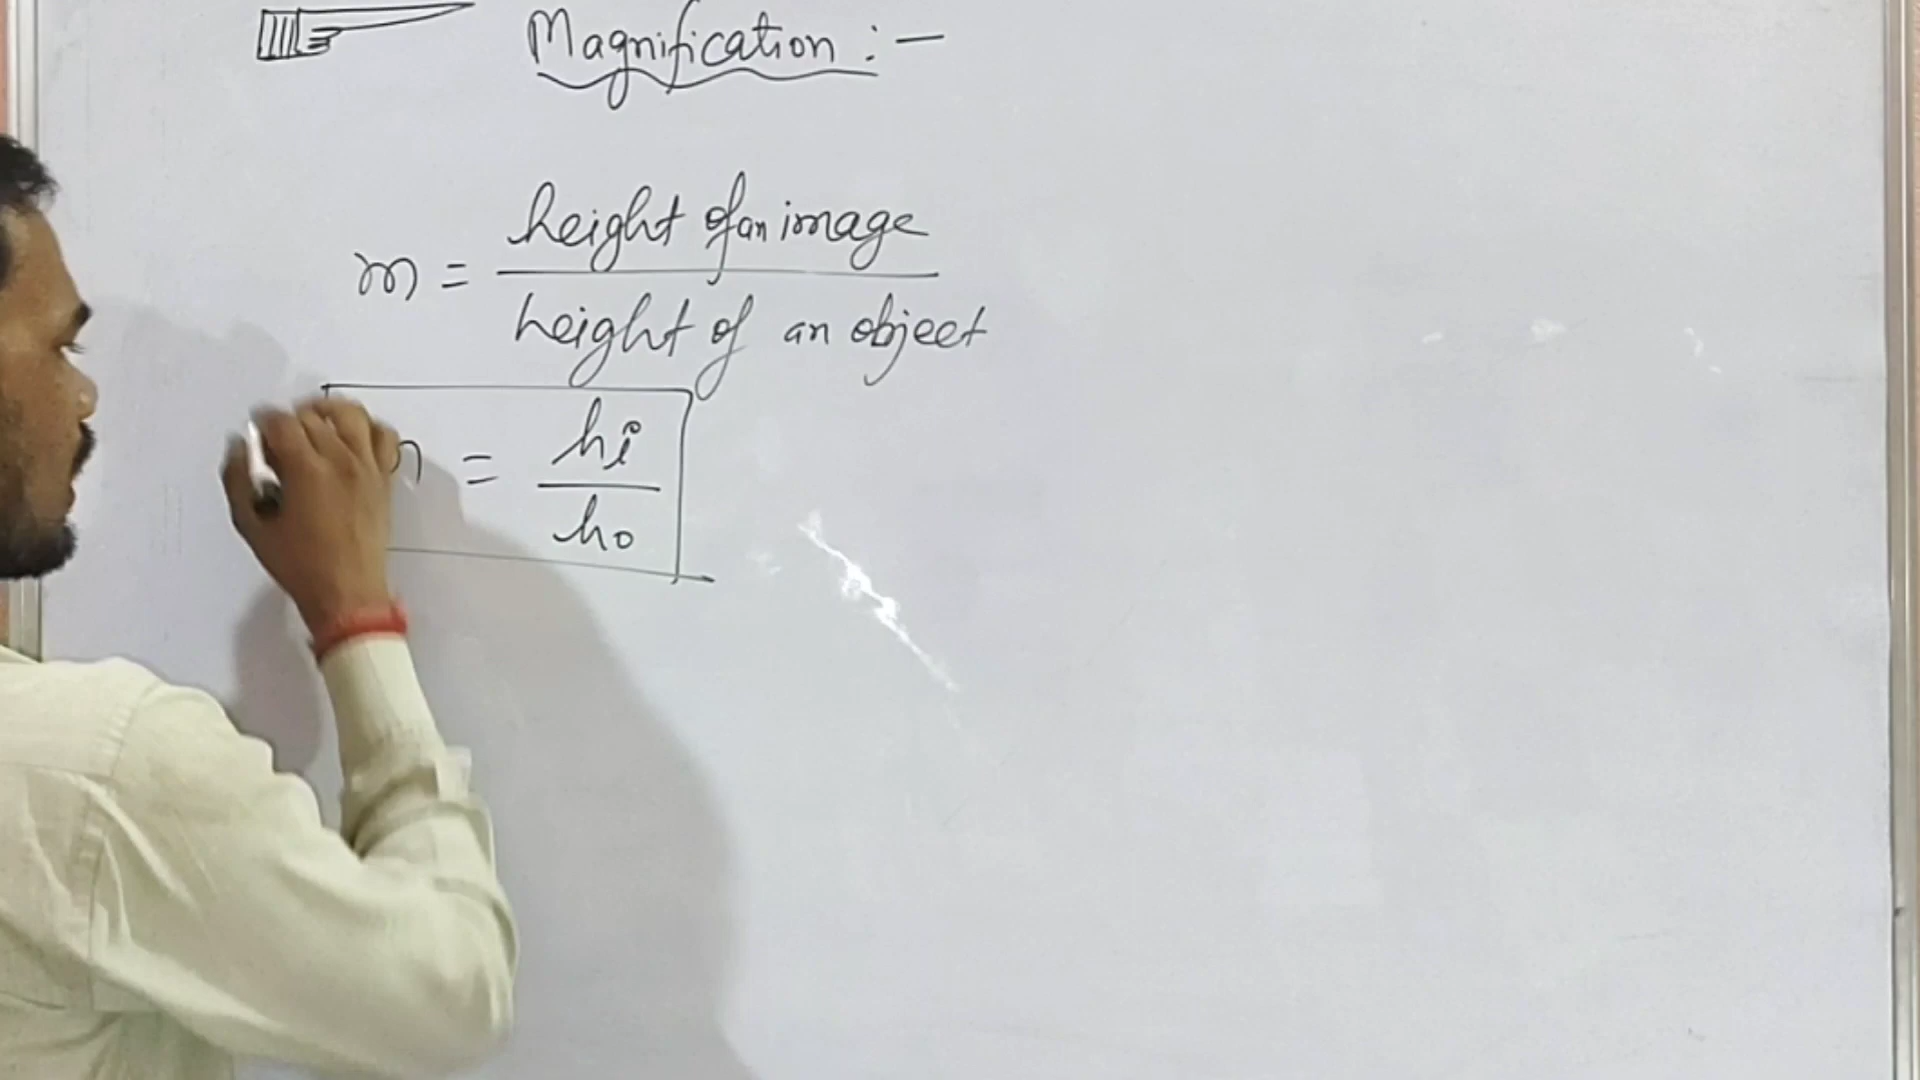 Magnification :-
m = height of an image / height of an object
= hi / ho